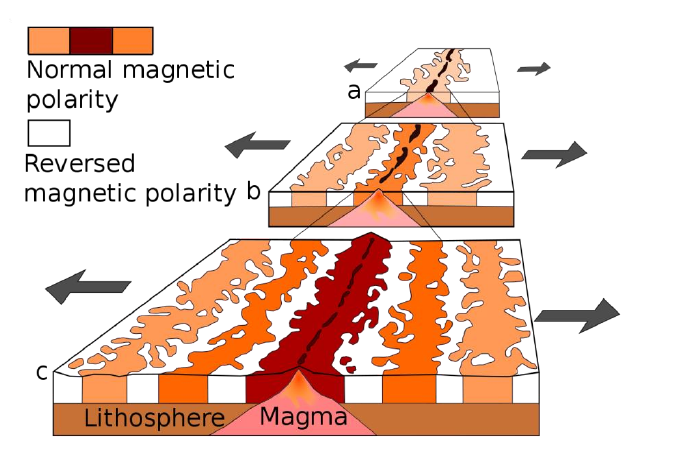 Normal magnetic
polarity
Reversed
magnetic polarity
a
b
c
Lithosphere
Magma